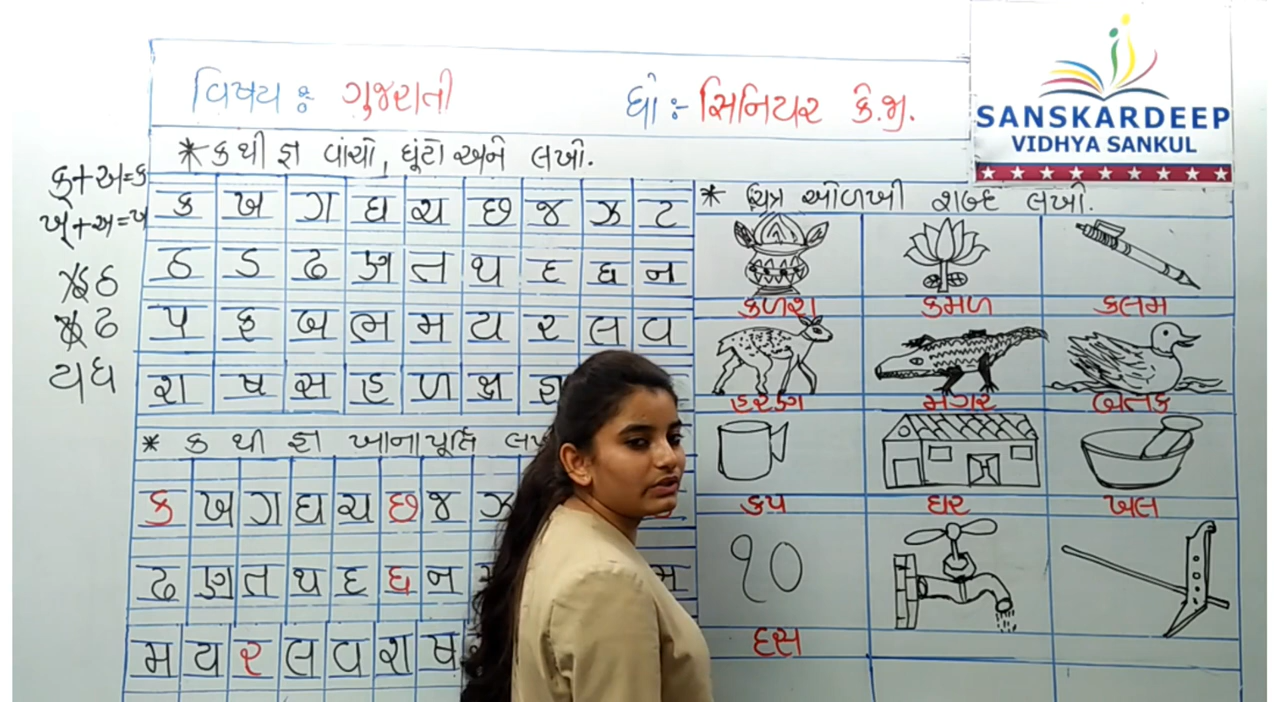 વિષય : ગુજરાતી
ધો :- સિનિયર કે.જી.
SANSKARDEEP
VIDHYA SANKUL
* ક થી જ્ઞ વાંચો, ઘૂંટો અને લખો.
ક્ + અ = ક
ખ્ + અ = ખ
ઠ
ઢ
ય ધ
ક ખ ગ ઘ ચ છ જ ઝ ટ
ઠ ડ ઢ ણ ત થ દ ધ ન
પ ફ બ ભ મ ય ર લ વ
શ ષ સ હ ળ ક્ષ જ્ઞ
* ક થી જ્ઞ ખાનાપૂર્તિ
ક ખ ગ ઘ ચ છ જ ઝ
ઢ ણ ત થ દ ધ ન
મ ય ર લ વ શ ષ
* ચિત્ર ઓળખી શબ્દ લખો.
કળશ કમળ કલમ
હરણ મગર બતક
કપ ઘર ખલ
૧૦
દસ